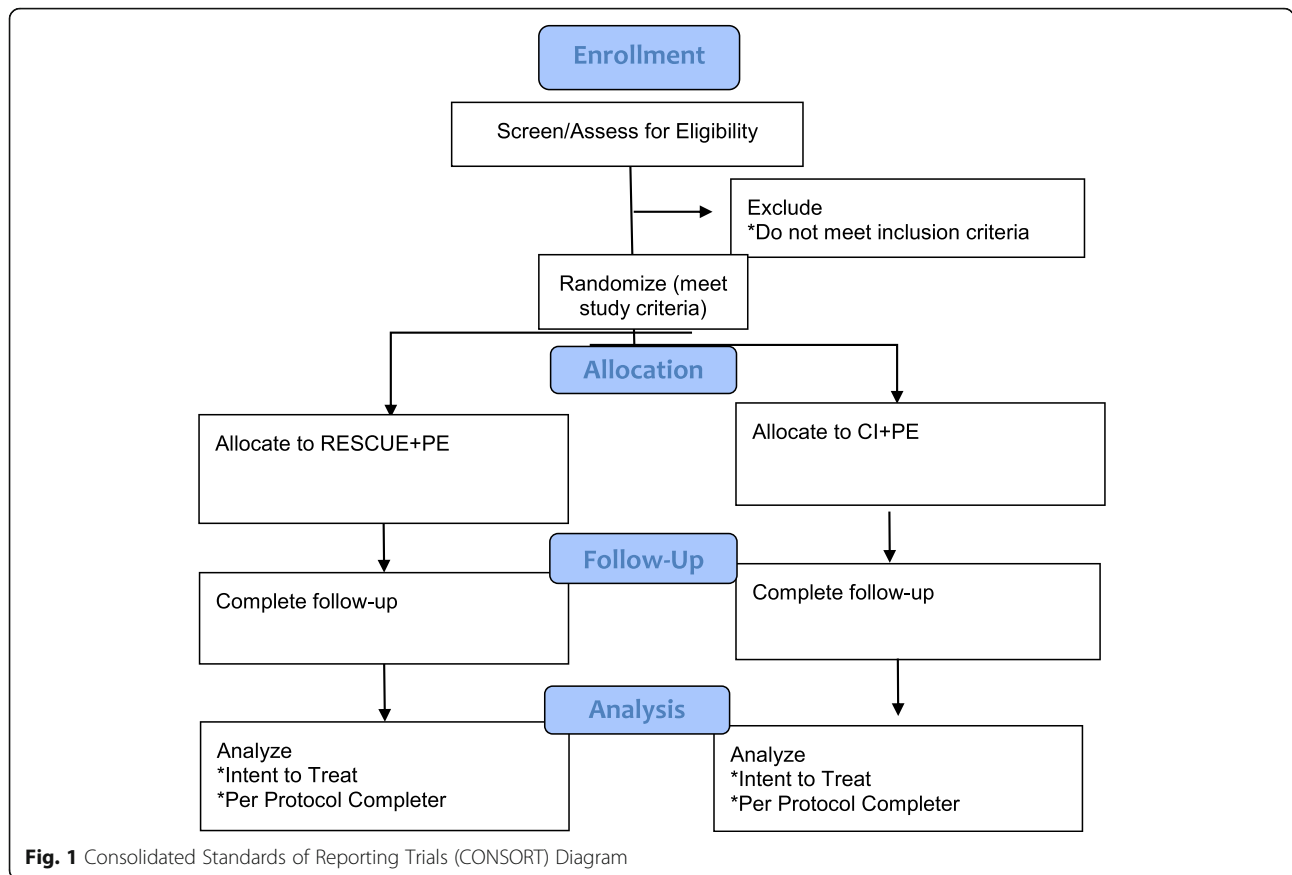 Enrollment
Screen/Assess for Eligibility
Exclude
*Do not meet inclusion criteria
Randomize (meet
study criteria)
Allocation
Allocate to RESCUE+PE
Allocate to CI+PE
Follow-Up
Complete follow-up
Complete follow-up
Analysis
Analyze
*Intent to Treat
*Per Protocol Completer
Analyze
*Intent to Treat
*Per Protocol Completer
Fig. 1 Consolidated Standards of Reporting Trials (CONSORT) Diagram